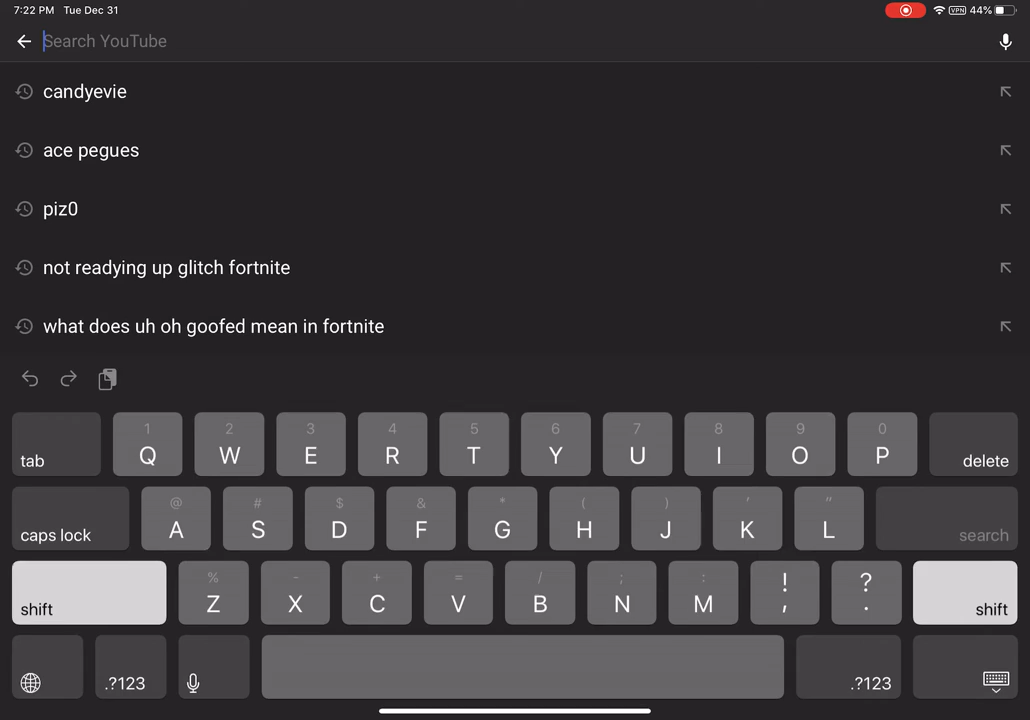 7:22 PM Tue Dec 31 VPN 44%
Search YouTube
candyevie
ace pegues
piz0
not readying up glitch fortnite
what does uh oh goofed mean in fortnite
1 2 3 4 5 6 7 8 9 0
tab Q W E R T Y U I O P delete
@ # $ & * ( ) ' "
caps lock A S D F G H J K L search
% - + = / ; : ! ?
shift Z X C V B N M , . shift
.?123 .?123